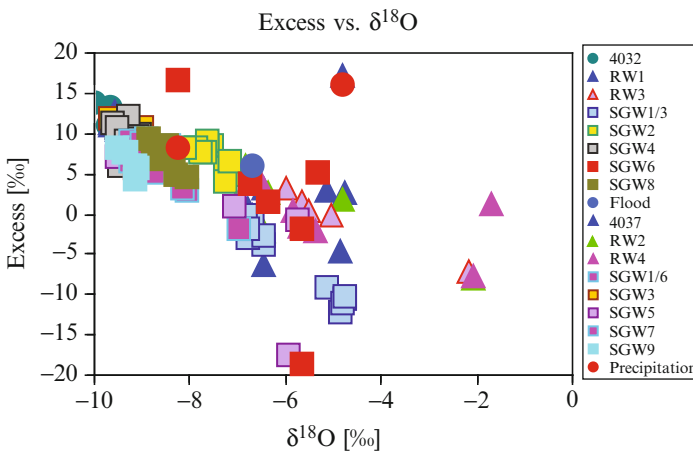 Excess vs. δ18O
Excess [‰]
20
15
10
5
0
−5
−10
−15
−20
−10
−8
−6
−4
−2
0
δ18O [‰]
4032
RW1
RW3
SGW1/3
SGW2
SGW4
SGW6
SGW8
Flood
4037
RW2
RW4
SGW1/6
SGW3
SGW5
SGW7
SGW9
Precipitation